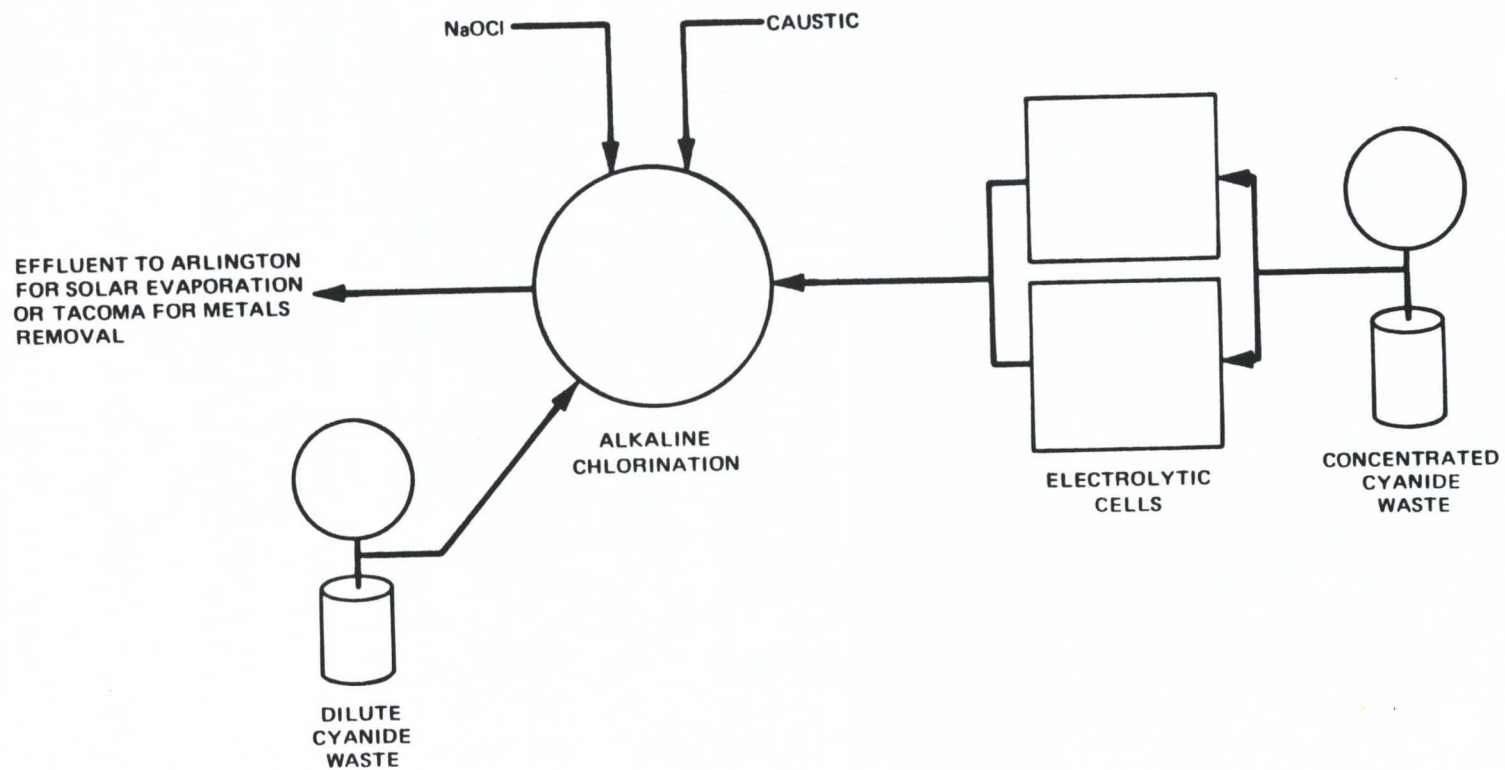 NaOCl
CAUSTIC
EFFLUENT TO ARLINGTON
FOR SOLAR EVAPORATION
OR TACOMA FOR METALS
REMOVAL
ALKALINE
CHLORINATION
ELECTROLYTIC
CELLS
CONCENTRATED
CYANIDE
WASTE
DILUTE
CYANIDE
WASTE